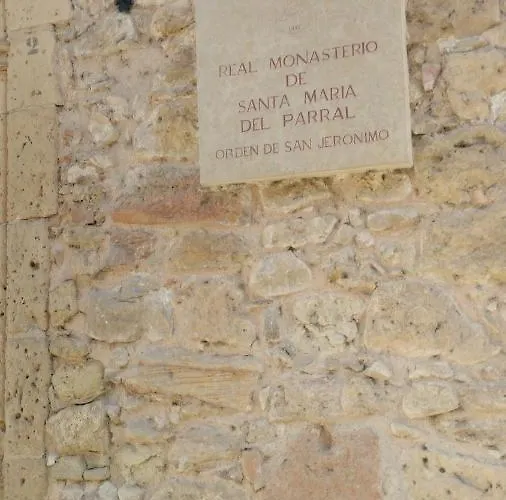 REAL MONASTERIO
DE
SANTA MARIA
DEL PARRAL
ORDEN DE SAN JERONIMO
2